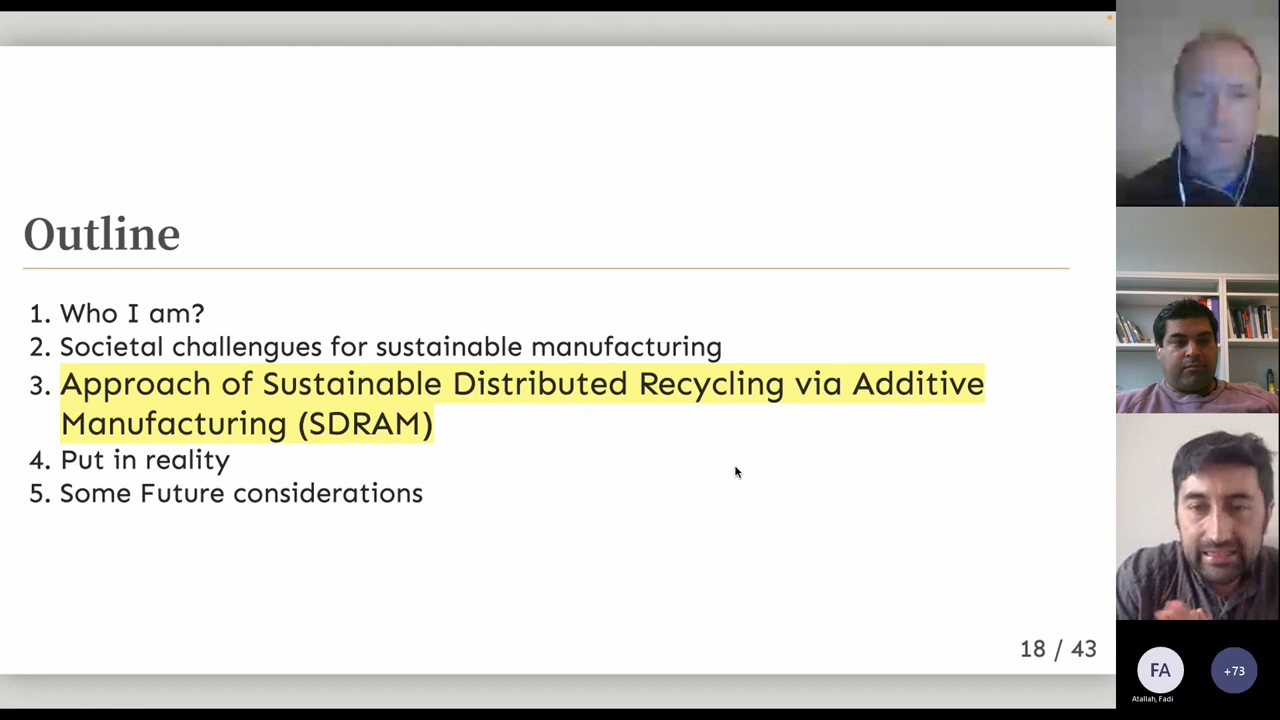 Outline
1. Who I am?
2. Societal challengues for sustainable manufacturing
3. Approach of Sustainable Distributed Recycling via Additive
Manufacturing (SDRAM)
4. Put in reality
5. Some Future considerations
18 / 43
FA
+73
Atallah, Fadi